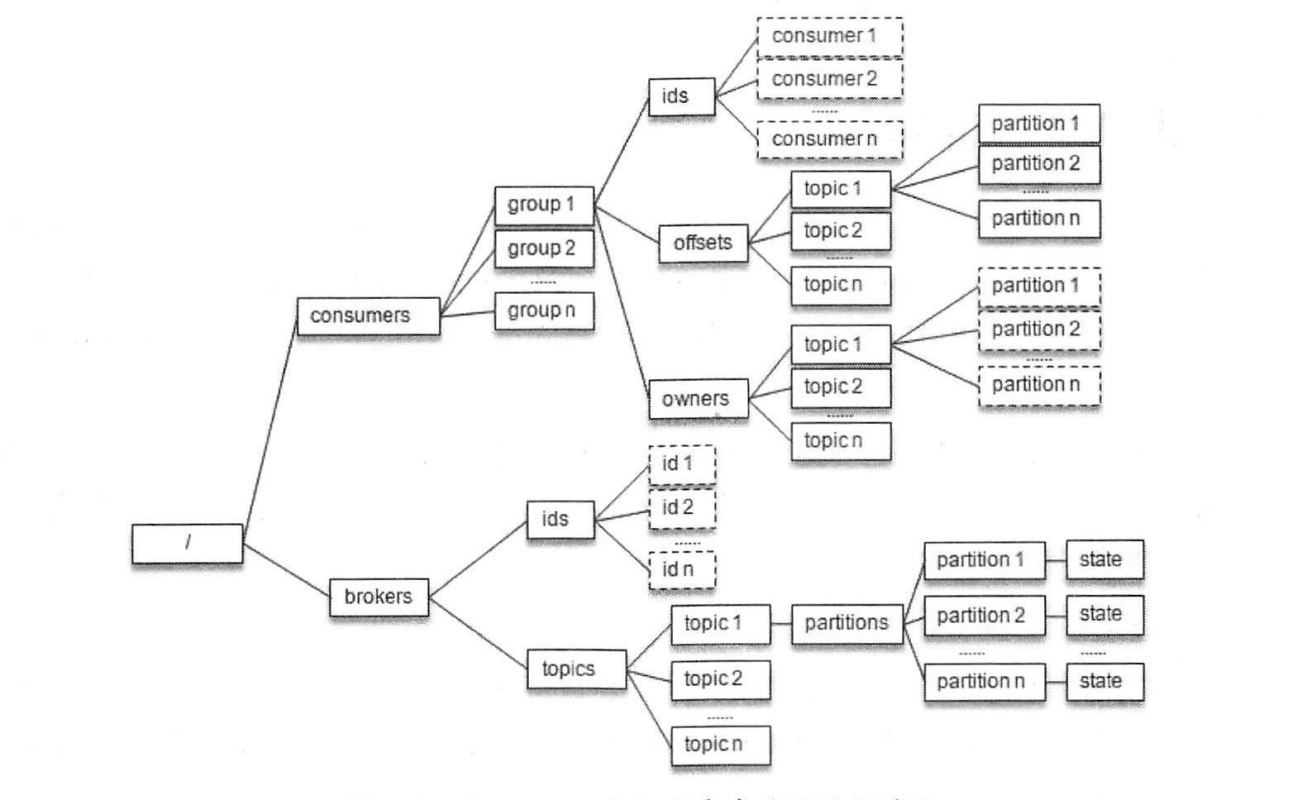 consumer 1
consumer 2
......
consumer n
ids
partition 1
partition 2
......
partition n
topic 1
topic 2
......
topic n
group 1
group 2
......
group n
offsets
partition 1
partition 2
......
partition n
consumers
topic 1
topic 2
......
topic n
owners
id 1
id 2
......
id n
ids
/
brokers
partition 1 state
partition 2 state
...... ......
partition n state
topic 1 partitions
topics
topic 2
......
topic n